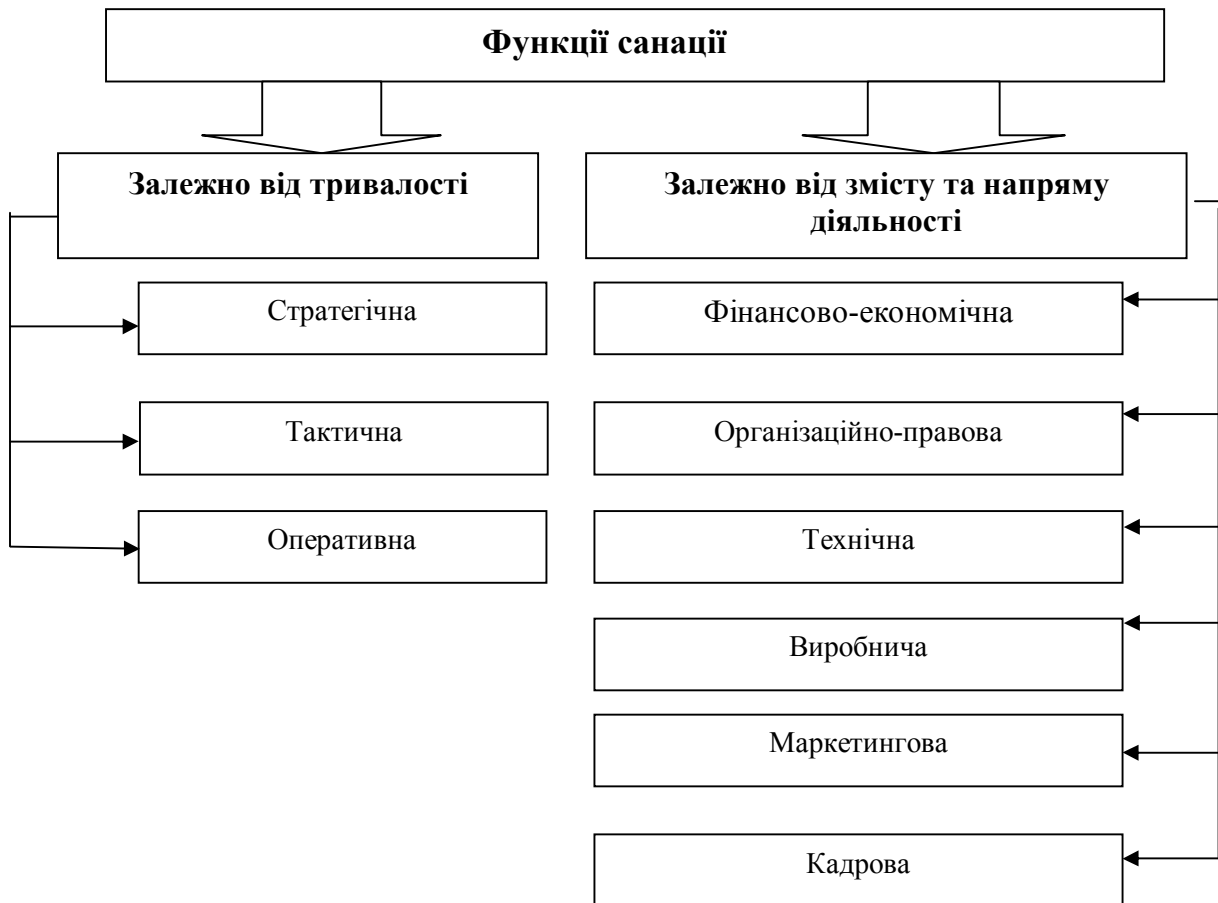 Функції санації
Залежно від тривалості
Залежно від змісту та напряму
діяльності
Стратегічна
Тактична
Оперативна
Фінансово-економічна
Організаційно-правова
Технічна
Виробнича
Маркетингова
Кадрова